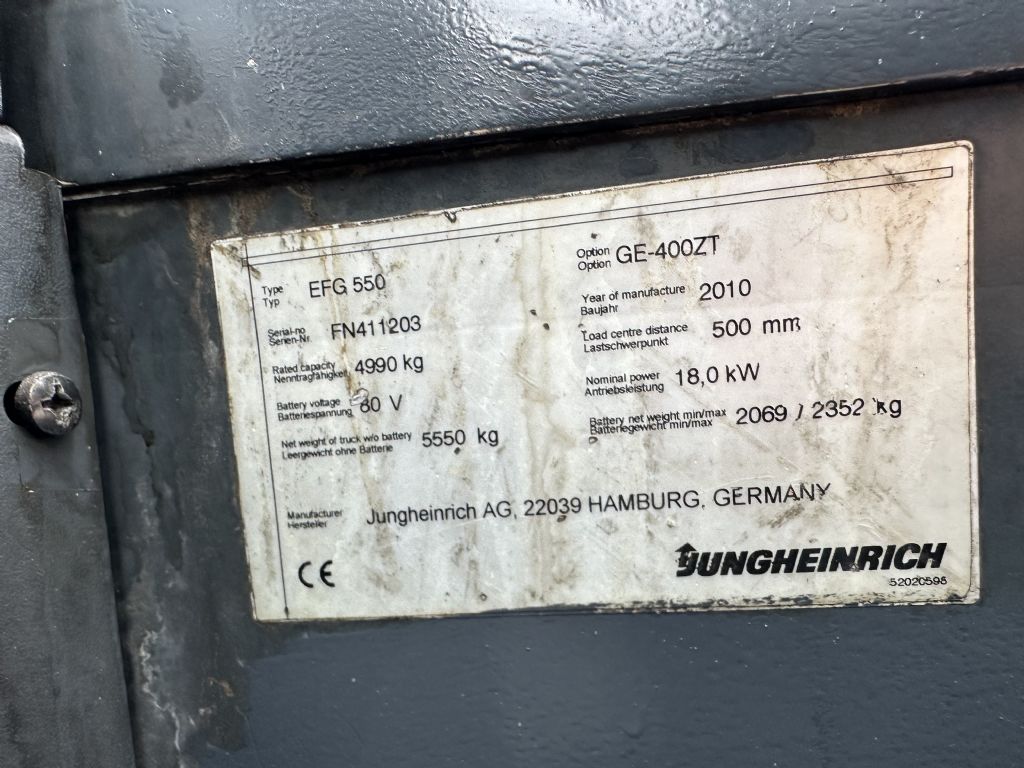 Type
Typ
EFG 550
Serial-no
Serien-Nr.
FN411203
Rated capacity
Nenntragfähigkeit
4990 kg
Battery voltage
Batteriespannung
80 V
Net weight of truck w/o battery
Leergewicht ohne Batterie
5550 kg
Option
Option
GE-400ZT
Year of manufacture
Baujahr
2010
Load centre distance
Lastschwerpunkt
500 mm
Nominal power
Antriebsleistung
18,0 kW
Battery net weight min/max
Batteriegewicht min/max
2069 / 2352 kg
Manufacturer
Hersteller
Jungheinrich AG, 22039 HAMBURG, GERMANY
CE
JUNGHEINRICH
52020595